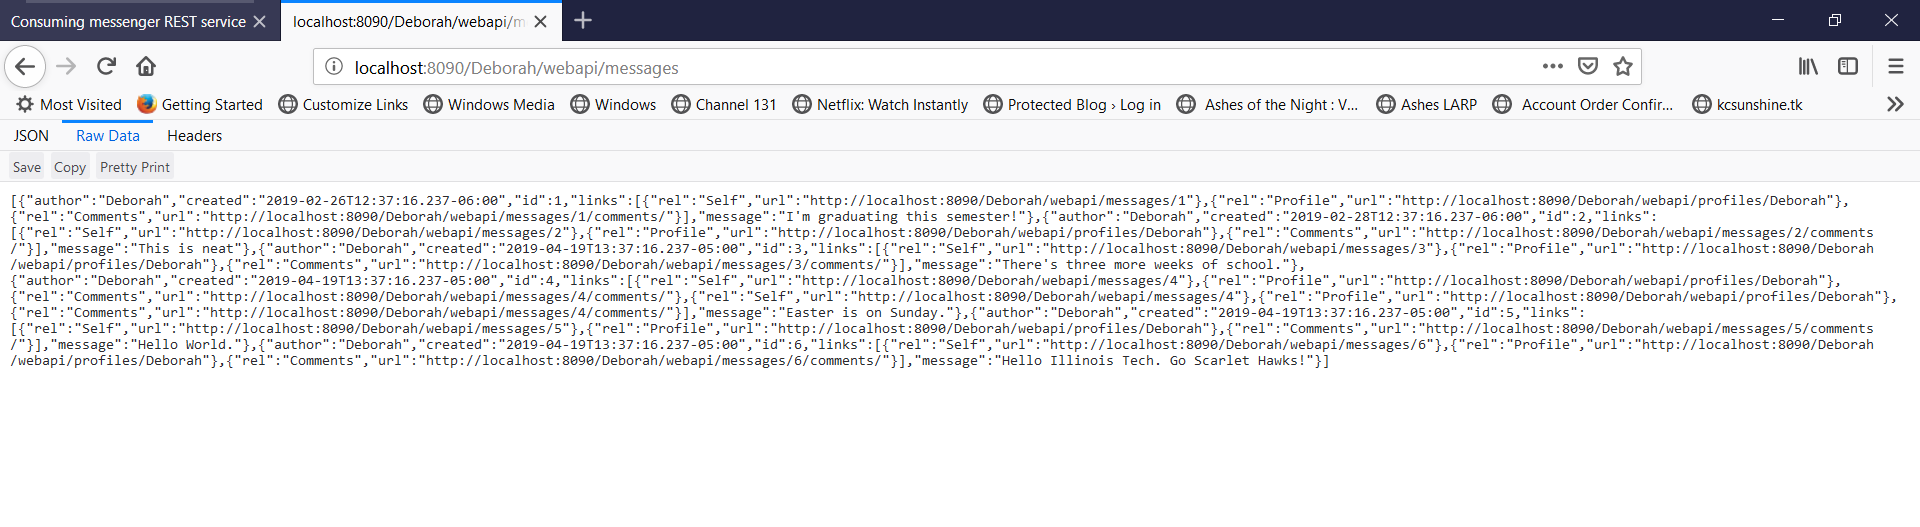 Consuming messenger REST service
localhost:8090/Deborah/webapi/m
localhost:8090/Deborah/webapi/messages
Most Visited Getting Started Customize Links Windows Media Windows Channel 131 Netflix: Watch Instantly Protected Blog › Log in Ashes of the Night : V... Ashes LARP Account Order Confir... kcsunshine.tk
JSON Raw Data Headers
Save Copy Pretty Print
[{"author":"Deborah","created":"2019-02-26T12:37:16.237-06:00","id":1,"links":[{"rel":"Self","url":"http://localhost:8090/Deborah/webapi/messages/1"},{"rel":"Profile","url":"http://localhost:8090/Deborah/webapi/profiles/Deborah"},
{"rel":"Comments","url":"http://localhost:8090/Deborah/webapi/messages/1/comments/"}],"message":"I'm graduating this semester!"},{"author":"Deborah","created":"2019-02-28T12:37:16.237-06:00","id":2,"links":
[{"rel":"Self","url":"http://localhost:8090/Deborah/webapi/messages/2"},{"rel":"Profile","url":"http://localhost:8090/Deborah/webapi/profiles/Deborah"},{"rel":"Comments","url":"http://localhost:8090/Deborah/webapi/messages/2/comments
/"}],"message":"This is neat"},{"author":"Deborah","created":"2019-04-19T13:37:16.237-05:00","id":3,"links":[{"rel":"Self","url":"http://localhost:8090/Deborah/webapi/messages/3"},{"rel":"Profile","url":"http://localhost:8090/Deborah
/webapi/profiles/Deborah"},{"rel":"Comments","url":"http://localhost:8090/Deborah/webapi/messages/3/comments/"}],"message":"There's three more weeks of school."},
{"author":"Deborah","created":"2019-04-19T13:37:16.237-05:00","id":4,"links":[{"rel":"Self","url":"http://localhost:8090/Deborah/webapi/messages/4"},{"rel":"Profile","url":"http://localhost:8090/Deborah/webapi/profiles/Deborah"},
{"rel":"Comments","url":"http://localhost:8090/Deborah/webapi/messages/4/comments/"},{"rel":"Self","url":"http://localhost:8090/Deborah/webapi/messages/4"},{"rel":"Profile","url":"http://localhost:8090/Deborah/webapi/profiles/Deborah"},
{"rel":"Comments","url":"http://localhost:8090/Deborah/webapi/messages/4/comments/"}],"message":"Easter is on Sunday."},{"author":"Deborah","created":"2019-04-19T13:37:16.237-05:00","id":5,"links":
[{"rel":"Self","url":"http://localhost:8090/Deborah/webapi/messages/5"},{"rel":"Profile","url":"http://localhost:8090/Deborah/webapi/profiles/Deborah"},{"rel":"Comments","url":"http://localhost:8090/Deborah/webapi/messages/5/comments
/"}],"message":"Hello World."},{"author":"Deborah","created":"2019-04-19T13:37:16.237-05:00","id":6,"links":[{"rel":"Self","url":"http://localhost:8090/Deborah/webapi/messages/6"},{"rel":"Profile","url":"http://localhost:8090/Deborah
/webapi/profiles/Deborah"},{"rel":"Comments","url":"http://localhost:8090/Deborah/webapi/messages/6/comments/"}],"message":"Hello Illinois Tech. Go Scarlet Hawks!"}]